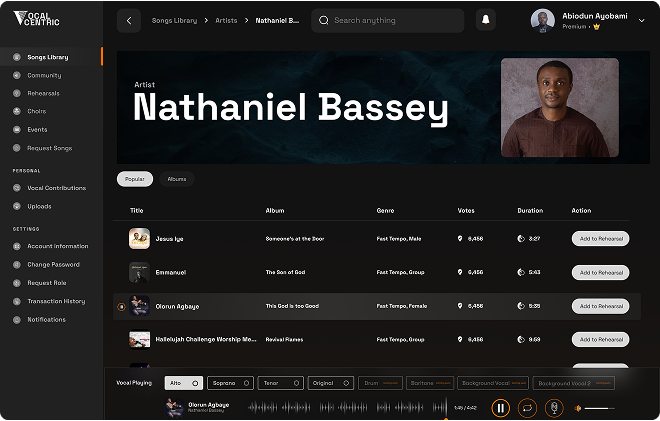 VOCAL CENTRIC
Songs Library > Artists > Nathaniel B...
Search anything
Abiodun Ayobami
Premium •
Songs Library
Community
Rehearsals
Choirs
Events
Request Songs
PERSONAL
Vocal Contributions
Uploads
SETTINGS
Account Information
Change Password
Request Role
Transaction History
Notifications
Artist
Nathaniel Bassey
Popular Albums
Title Album Genre Votes Duration Action
Jesus Iye Someone's at the Door Fast Tempo, Male 6,456 3:27 Add to Rehearsal
Emmanuel The Son of God Fast Tempo, Group 6,456 5:43 Add to Rehearsal
Olorun Agbaye This God is too Good Fast Tempo, Female 6,456 5:35 Add to Rehearsal
Hallelujah Challenge Worship Me... Revival Flames Fast Tempo, Group 6,456 9:59 Add to Rehearsal
Vocal Playing Alto Soprano Tenor Original Drum Baritone Background Vocal Background Vocal 2
Olorun Agbaye
Nathaniel Bassey
1:45 / 4:42